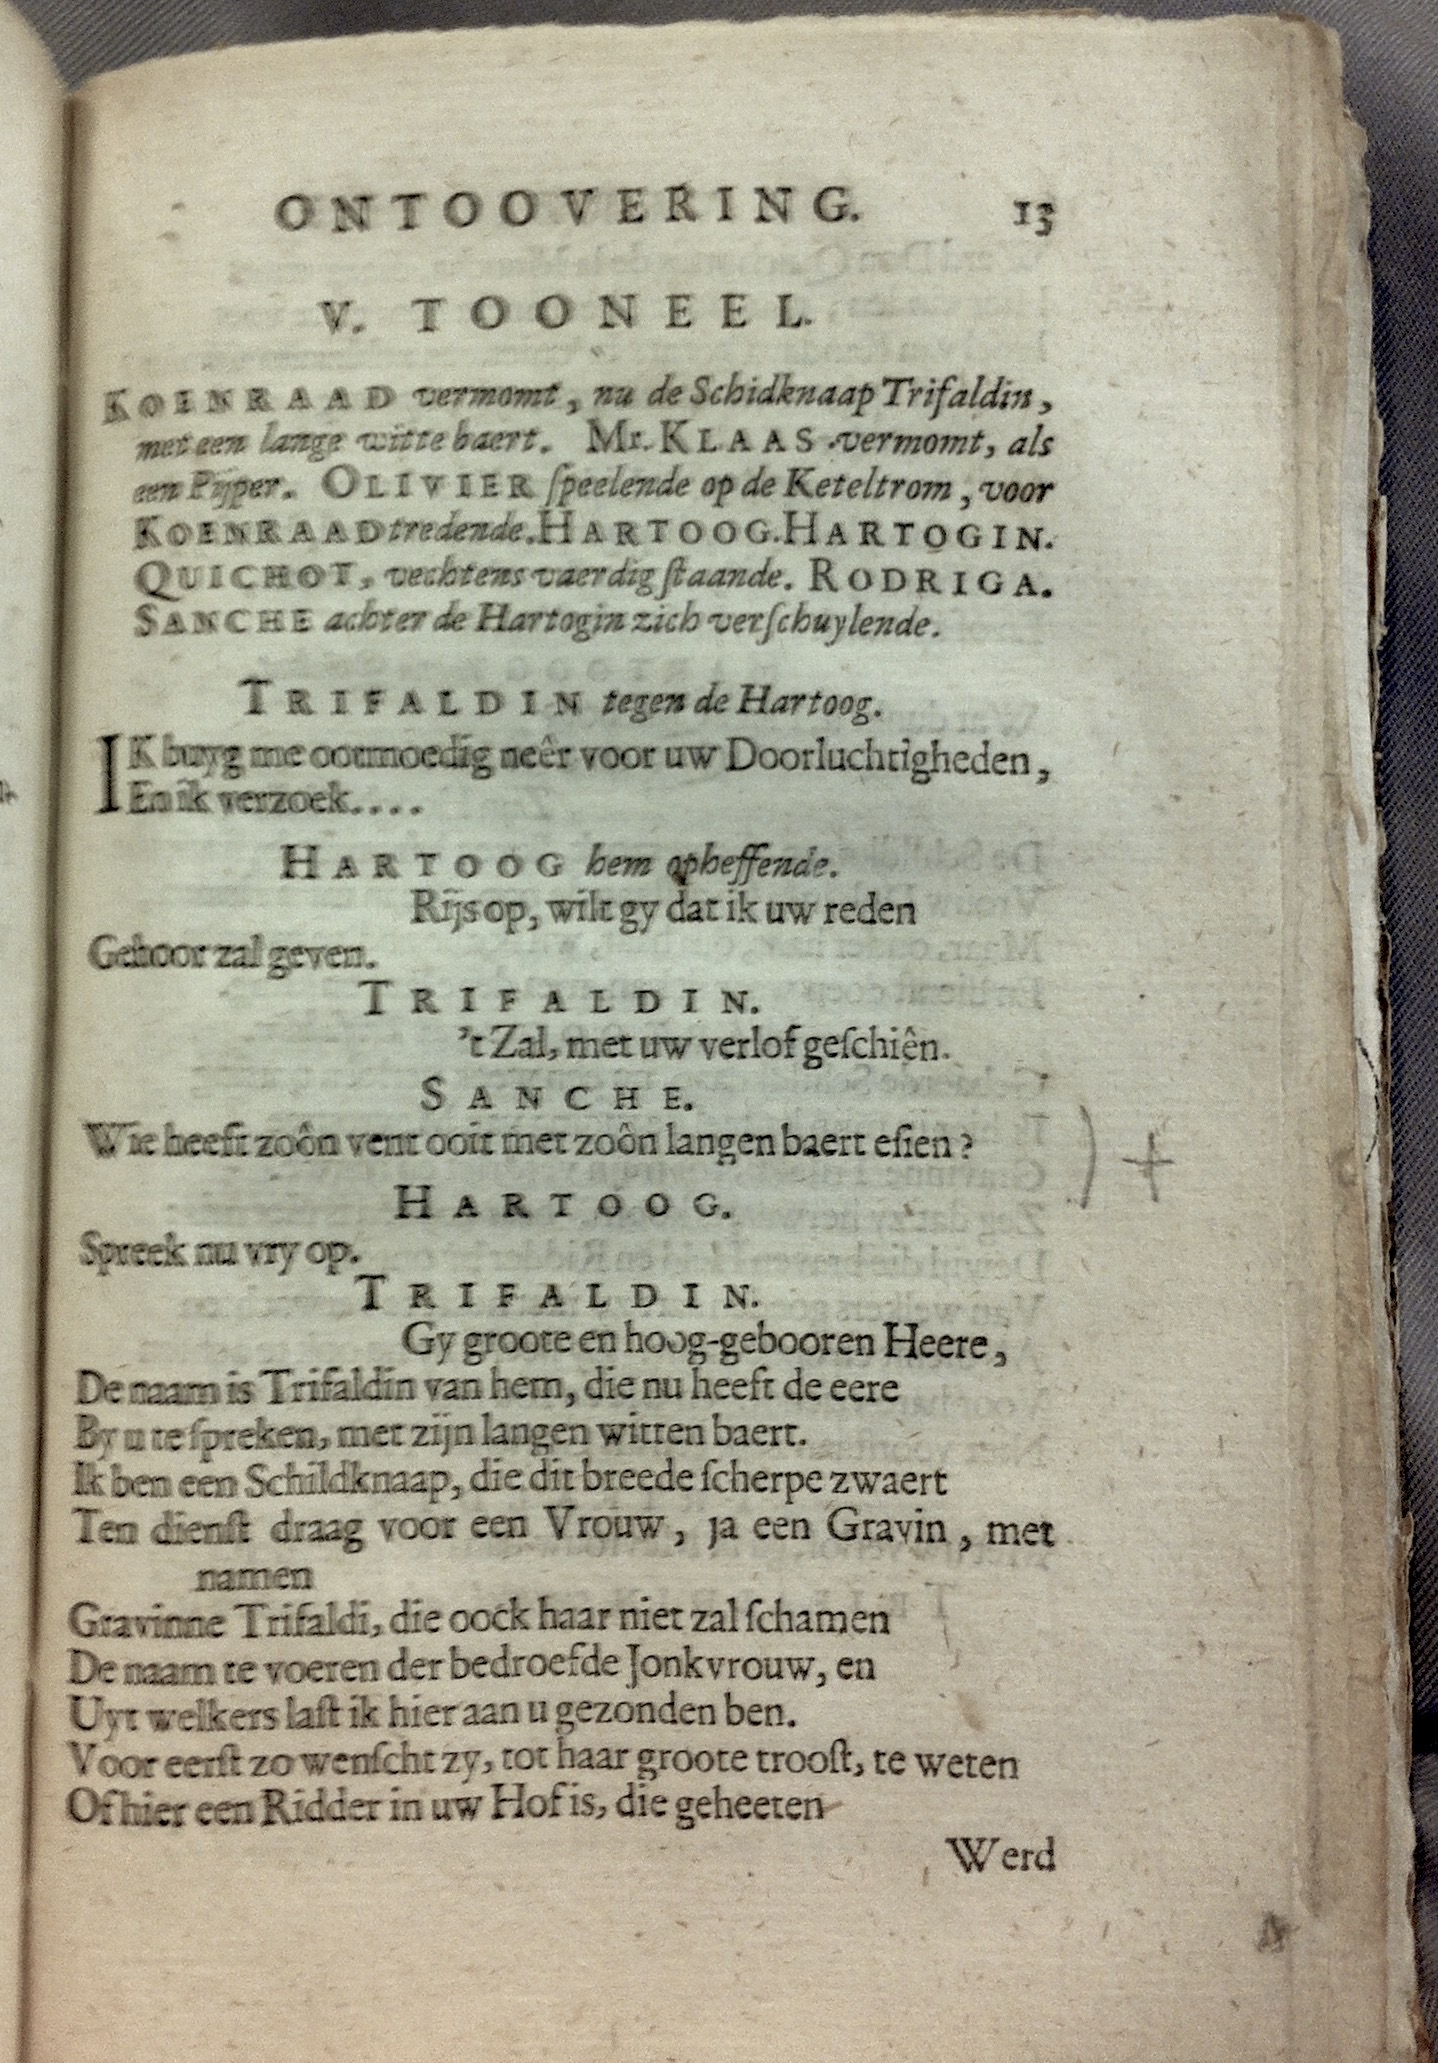 ONTOOVERING. 13
V. TOONEEL.
KOENRAAD vermomt, nu de Schidknaap Trifaldin,
met een lange witte baert. Mr. KLAAS vermomt, als
een Pijper. OLIVIER ſpeelende op de Keteltrom, voor
KOENRAAD tredende. HARTOOG. HARTOGIN.
QUICHOT, vechtens vaerdig ſtaande. RODRIGA.
SANCHE achter de Hartogin zich verſchuylende.
TRIFALDIN tegen de Hartoog.
IK buyg me ootmoedig neêr voor uw Doorluchtigheden,
En ik verzoek....
HARTOOG hem opheffende.
Rijs op, wilt gy dat ik uw reden
Gehoor zal geven.
TRIFALDIN.
't Zal, met uw verlof geſchiên.
SANCHE.
Wie heeft zoôn vent ooit met zoôn langen baert eſien?
HARTOOG.
Spreek nu vry op.
TRIFALDIN.
Gy groote en hoog-gebooren Heere,
De naam is Trifaldin van hem, die nu heeft de eere
By u te ſpreken, met zijn langen witten baert.
Ik ben een Schildknaap, die dit breede ſcherpe zwaert
Ten dienſt draag voor een Vrouw, ja een Gravin, met
namen
Gravinne Trifaldi, die oock haar niet zal ſchamen
De naam te voeren der bedroefde Jonkvrouw, en
Uyt welkers laſt ik hier aan u gezonden ben.
Voor eerſt zo wenſcht zy, tot haar groote trooſt, te weten
Of hier een Ridder in uw Hof is, die geheeten
Werd